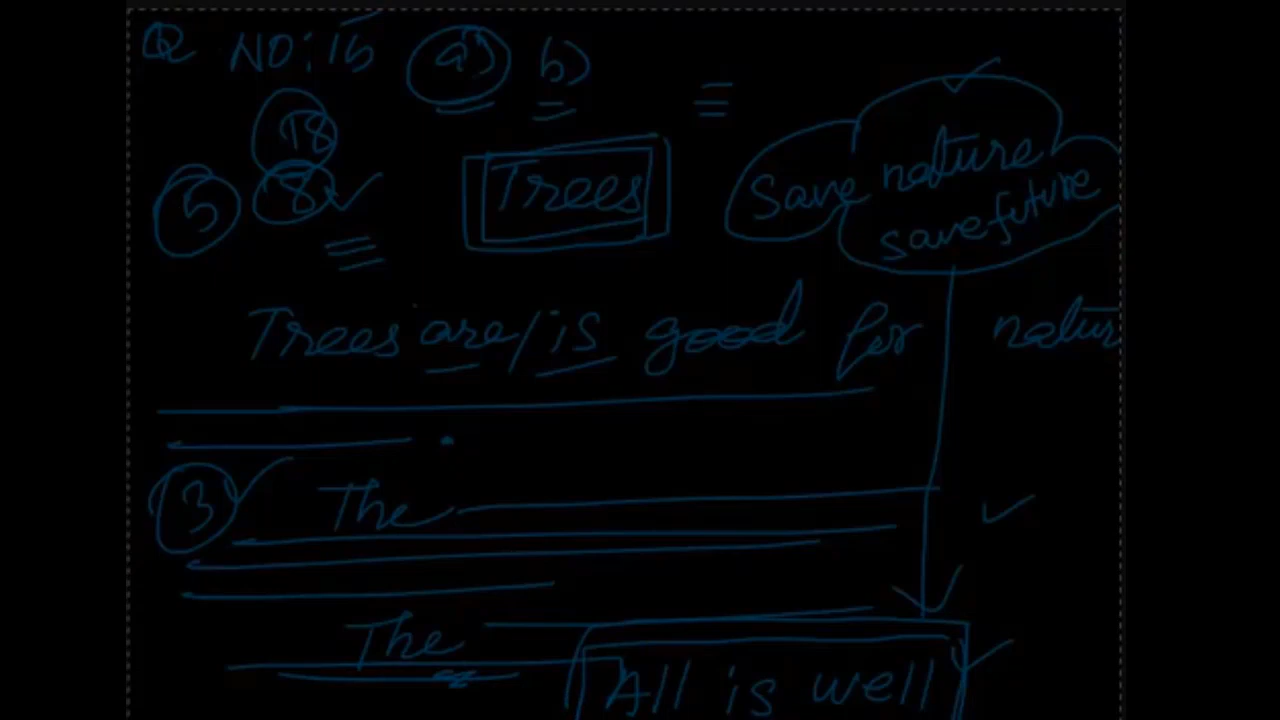 Q NO: 16 a) b)
18
5 8 Trees Save nature
save future
Trees are/is good for natur
3 The
The
All is well